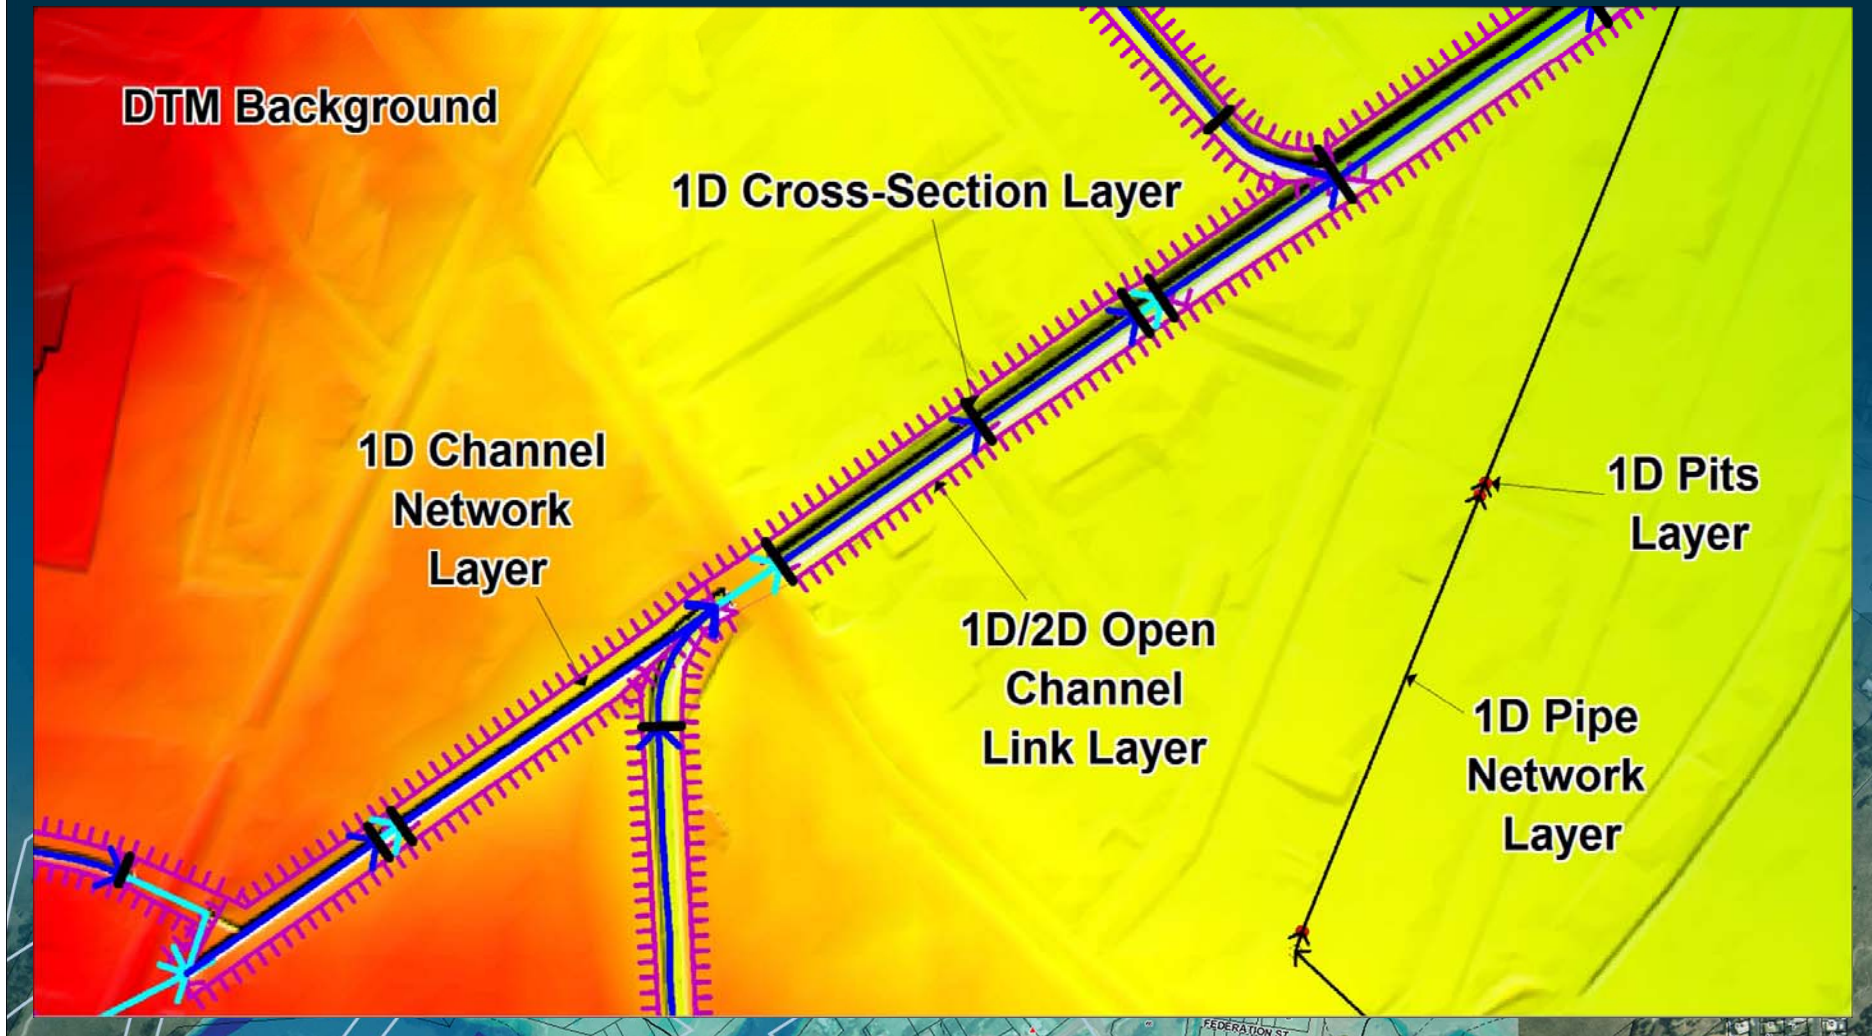 DTM Background
1D Cross-Section Layer
1D Channel
Network
Layer
1D Pits
Layer
1D/2D Open
Channel
Link Layer
1D Pipe
Network
Layer
FEDERATION ST